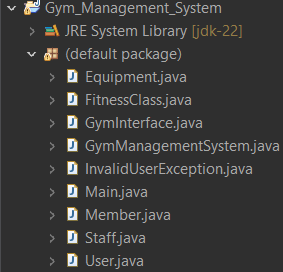 Gym_Management_System
JRE System Library [jdk-22]
(default package)
Equipment.java
FitnessClass.java
GymInterface.java
GymManagementSystem.java
InvalidUserException.java
Main.java
Member.java
Staff.java
User.java